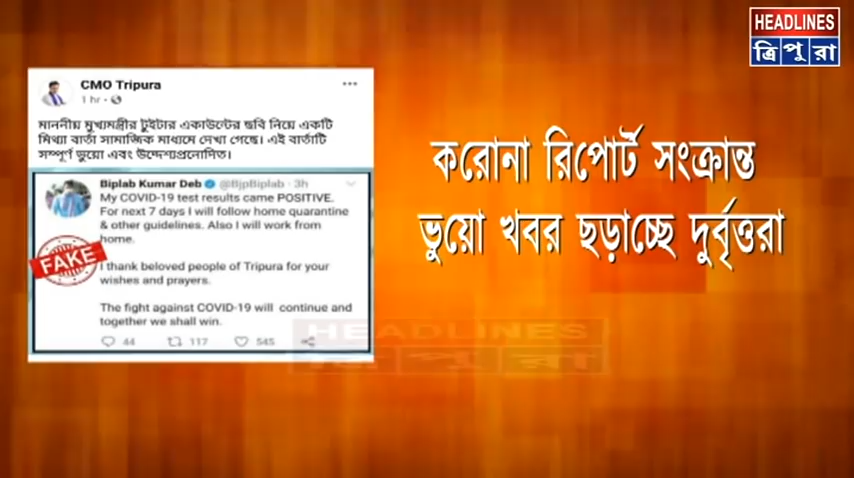 HEADLINES
ত্রিপুরা
CMO Tripura
1 hr
মাননীয় মুখ্যমন্ত্রীর টুইটার একাউন্টের ছবি নিয়ে একটি
মিথ্যা বার্তা সামাজিক মাধ্যমে দেখা গেছে। এই বার্তাটি
সম্পূর্ণ ভুয়ো এবং উদ্দেশ্যপ্রনোদিত।
Biplab Kumar Deb @BjpBiplab · 3h
My COVID-19 test results came POSITIVE.
For next 7 days I will follow home quarantine
& other guidelines. Also I will work from
home.
FAKE
I thank beloved people of Tripura for your
wishes and prayers.
The fight against COVID-19 will continue and
together we shall win.
44 117 545
করোনা রিপোর্ট সংক্রান্ত
ভুয়ো খবর ছড়াচ্ছে দুর্বৃত্তরা
HEADLINES
ত্রিপুরা